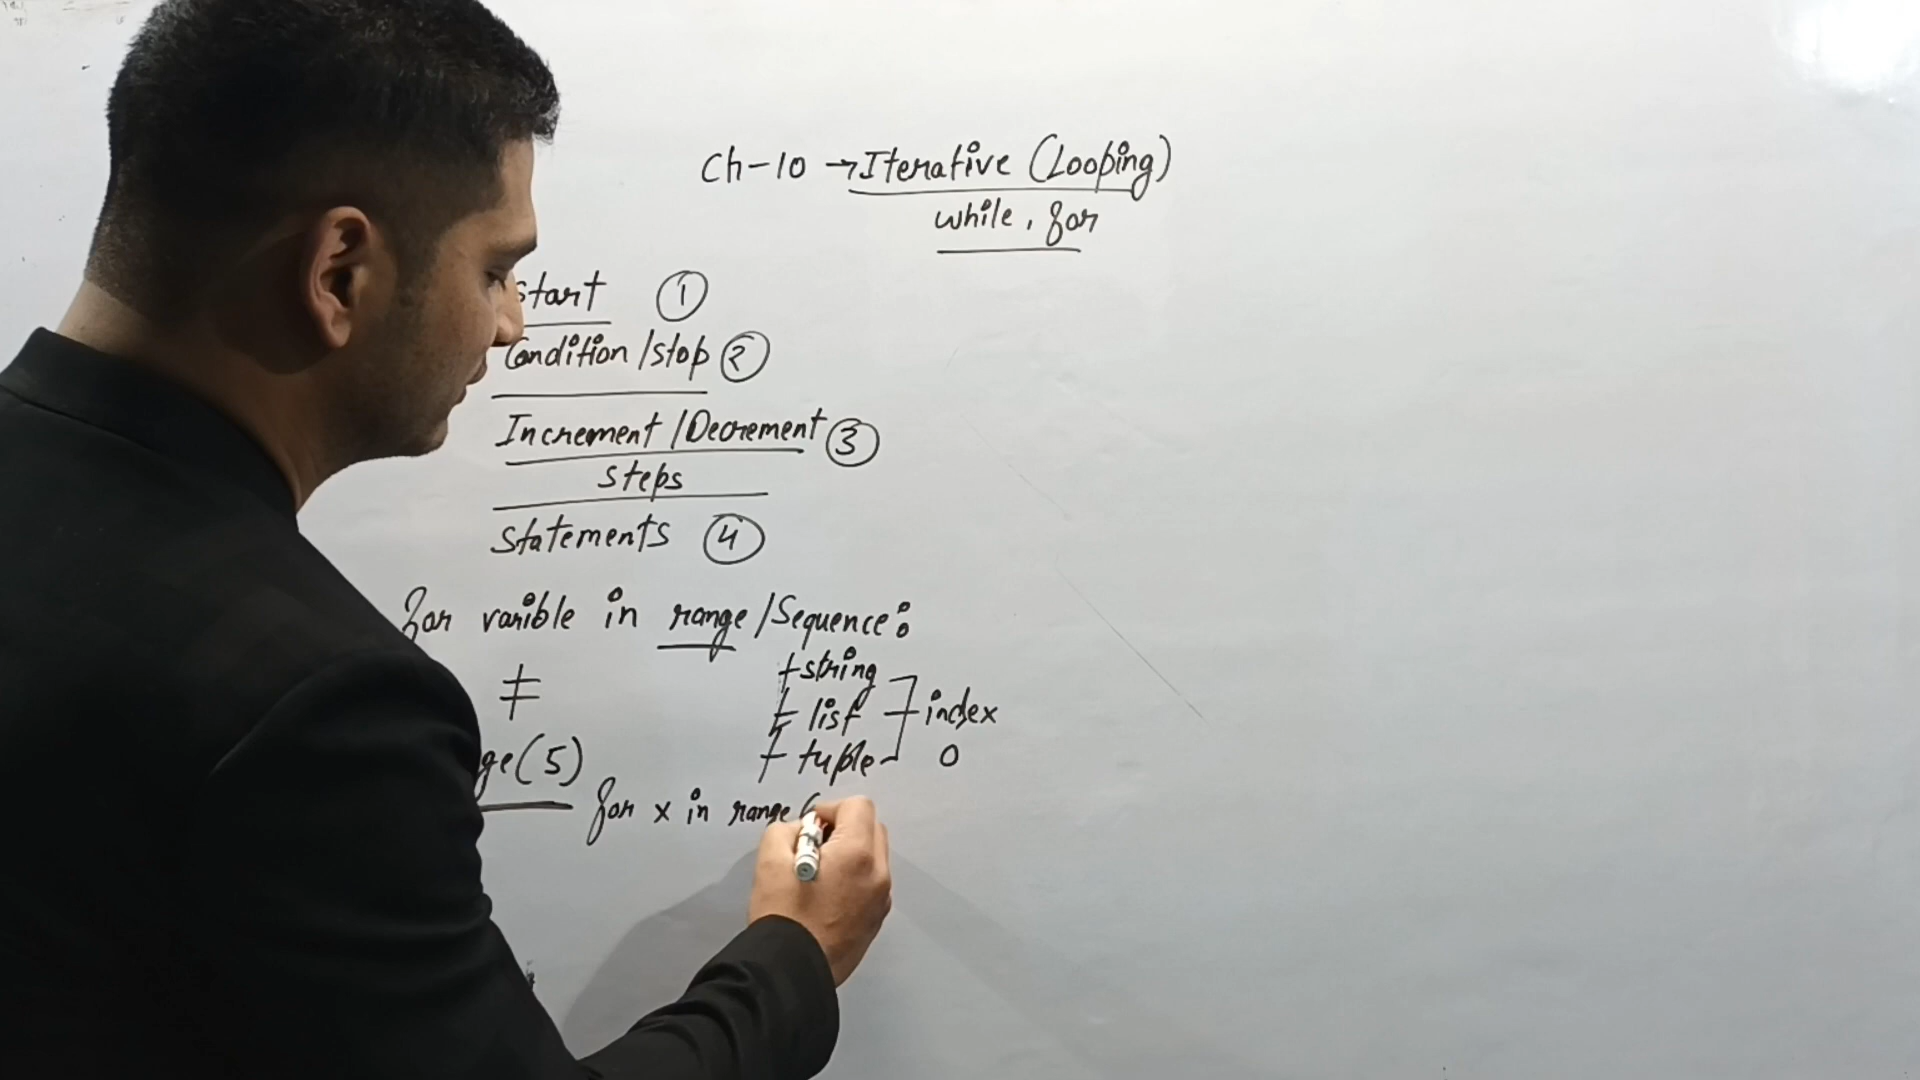 Ch-10 → Iterative (Looping)
while, for
start ①
Condition/stop ②
Increment/Decrement ③
steps
statements ④
for varible in range/Sequence:
string
list index
tuple 0
ge(5)
for x in range(